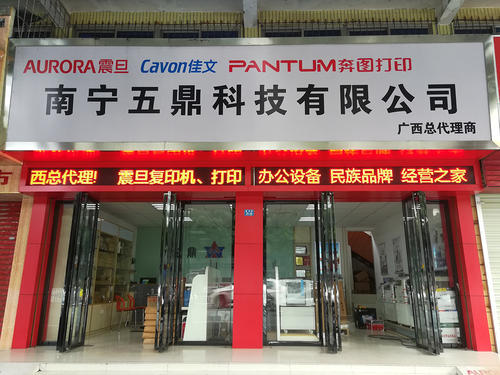 AURORA震旦 Cavon佳文 PANTUM奔图打印
南宁五鼎科技有限公司
广西总代理商
西总代理! 震旦复印机、打印 办公设备 民族品牌 经营之家
鼎
AURORA